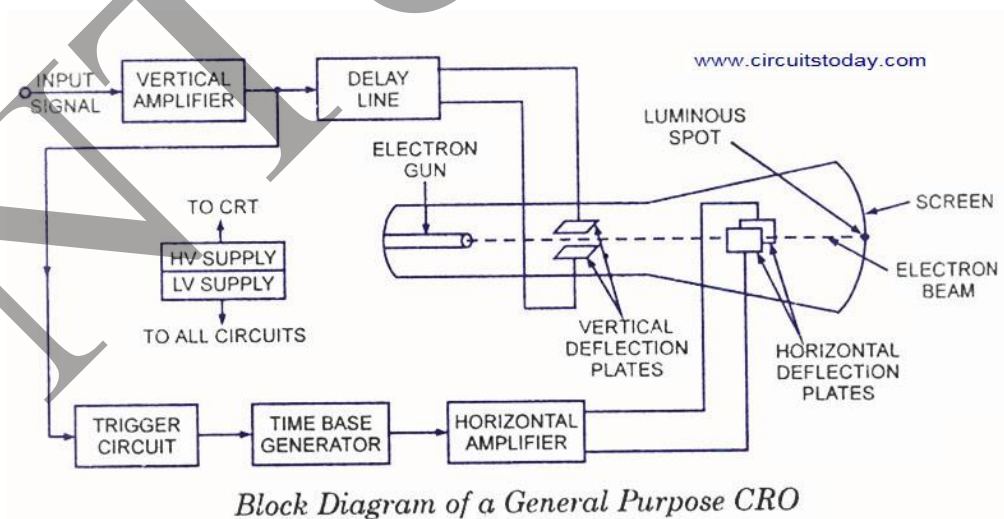 www.circuitstoday.com
INPUT
SIGNAL
VERTICAL
AMPLIFIER
DELAY
LINE
LUMINOUS
SPOT
ELECTRON
GUN
SCREEN
TO CRT
HV SUPPLY
LV SUPPLY
TO ALL CIRCUITS
ELECTRON
BEAM
VERTICAL
DEFLECTION
PLATES
HORIZONTAL
DEFLECTION
PLATES
TRIGGER
CIRCUIT
TIME BASE
GENERATOR
HORIZONTAL
AMPLIFIER
Block Diagram of a General Purpose CRO